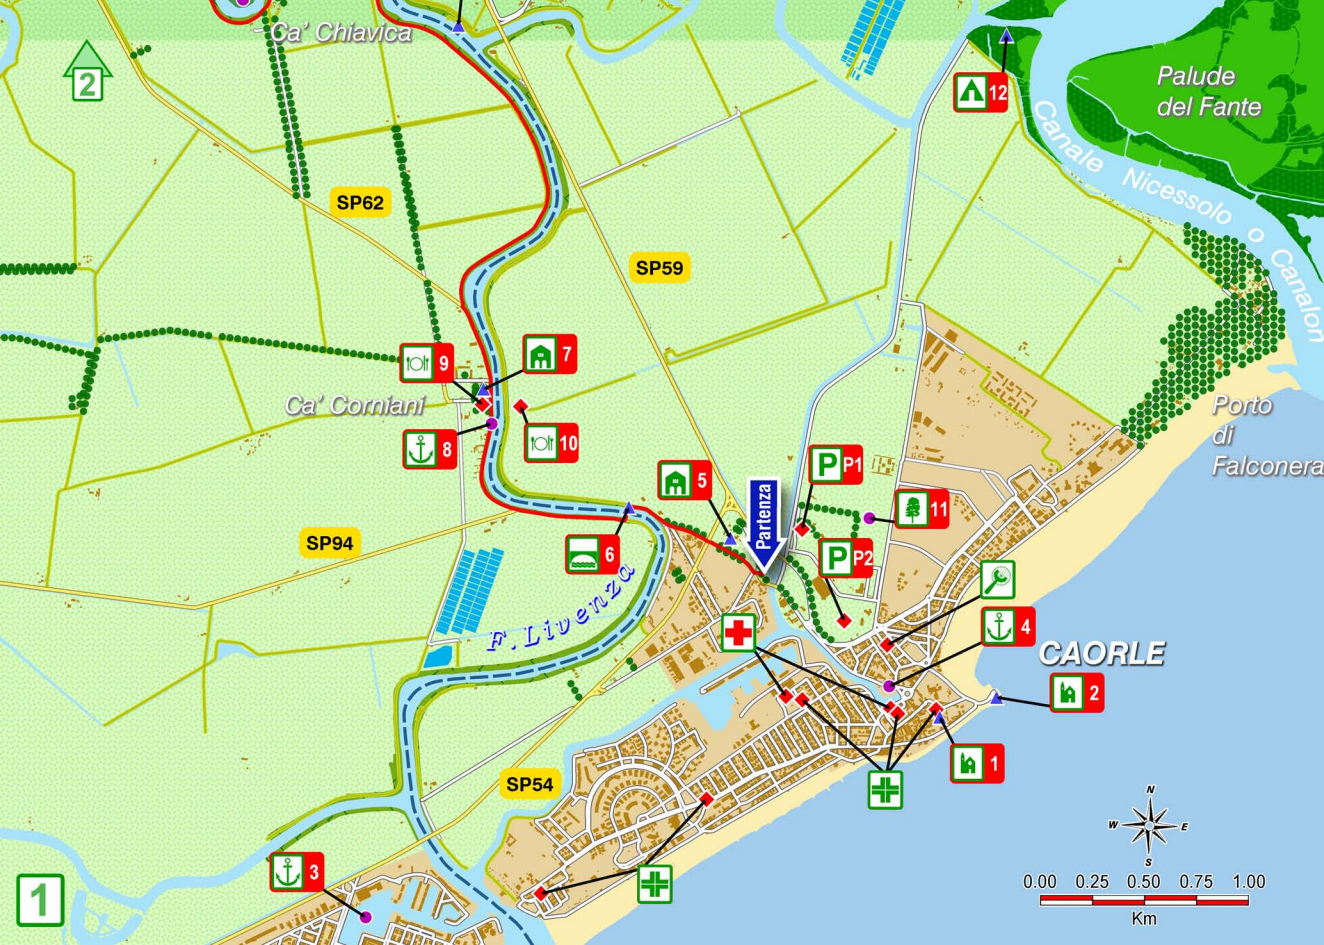 Ca' Chiavica
2
12
Palude
del Fante
Canale Nicessolo o Canalon
SP62
SP59
7
9
Ca' Corniani
8
10
Porto
di
Falconera
5
Partenza
P P1
11
SP94
6
P P2
F. Livenza
4
CAORLE
2
1
SP54
N
W E
S
3
1
0.00 0.25 0.50 0.75 1.00
Km